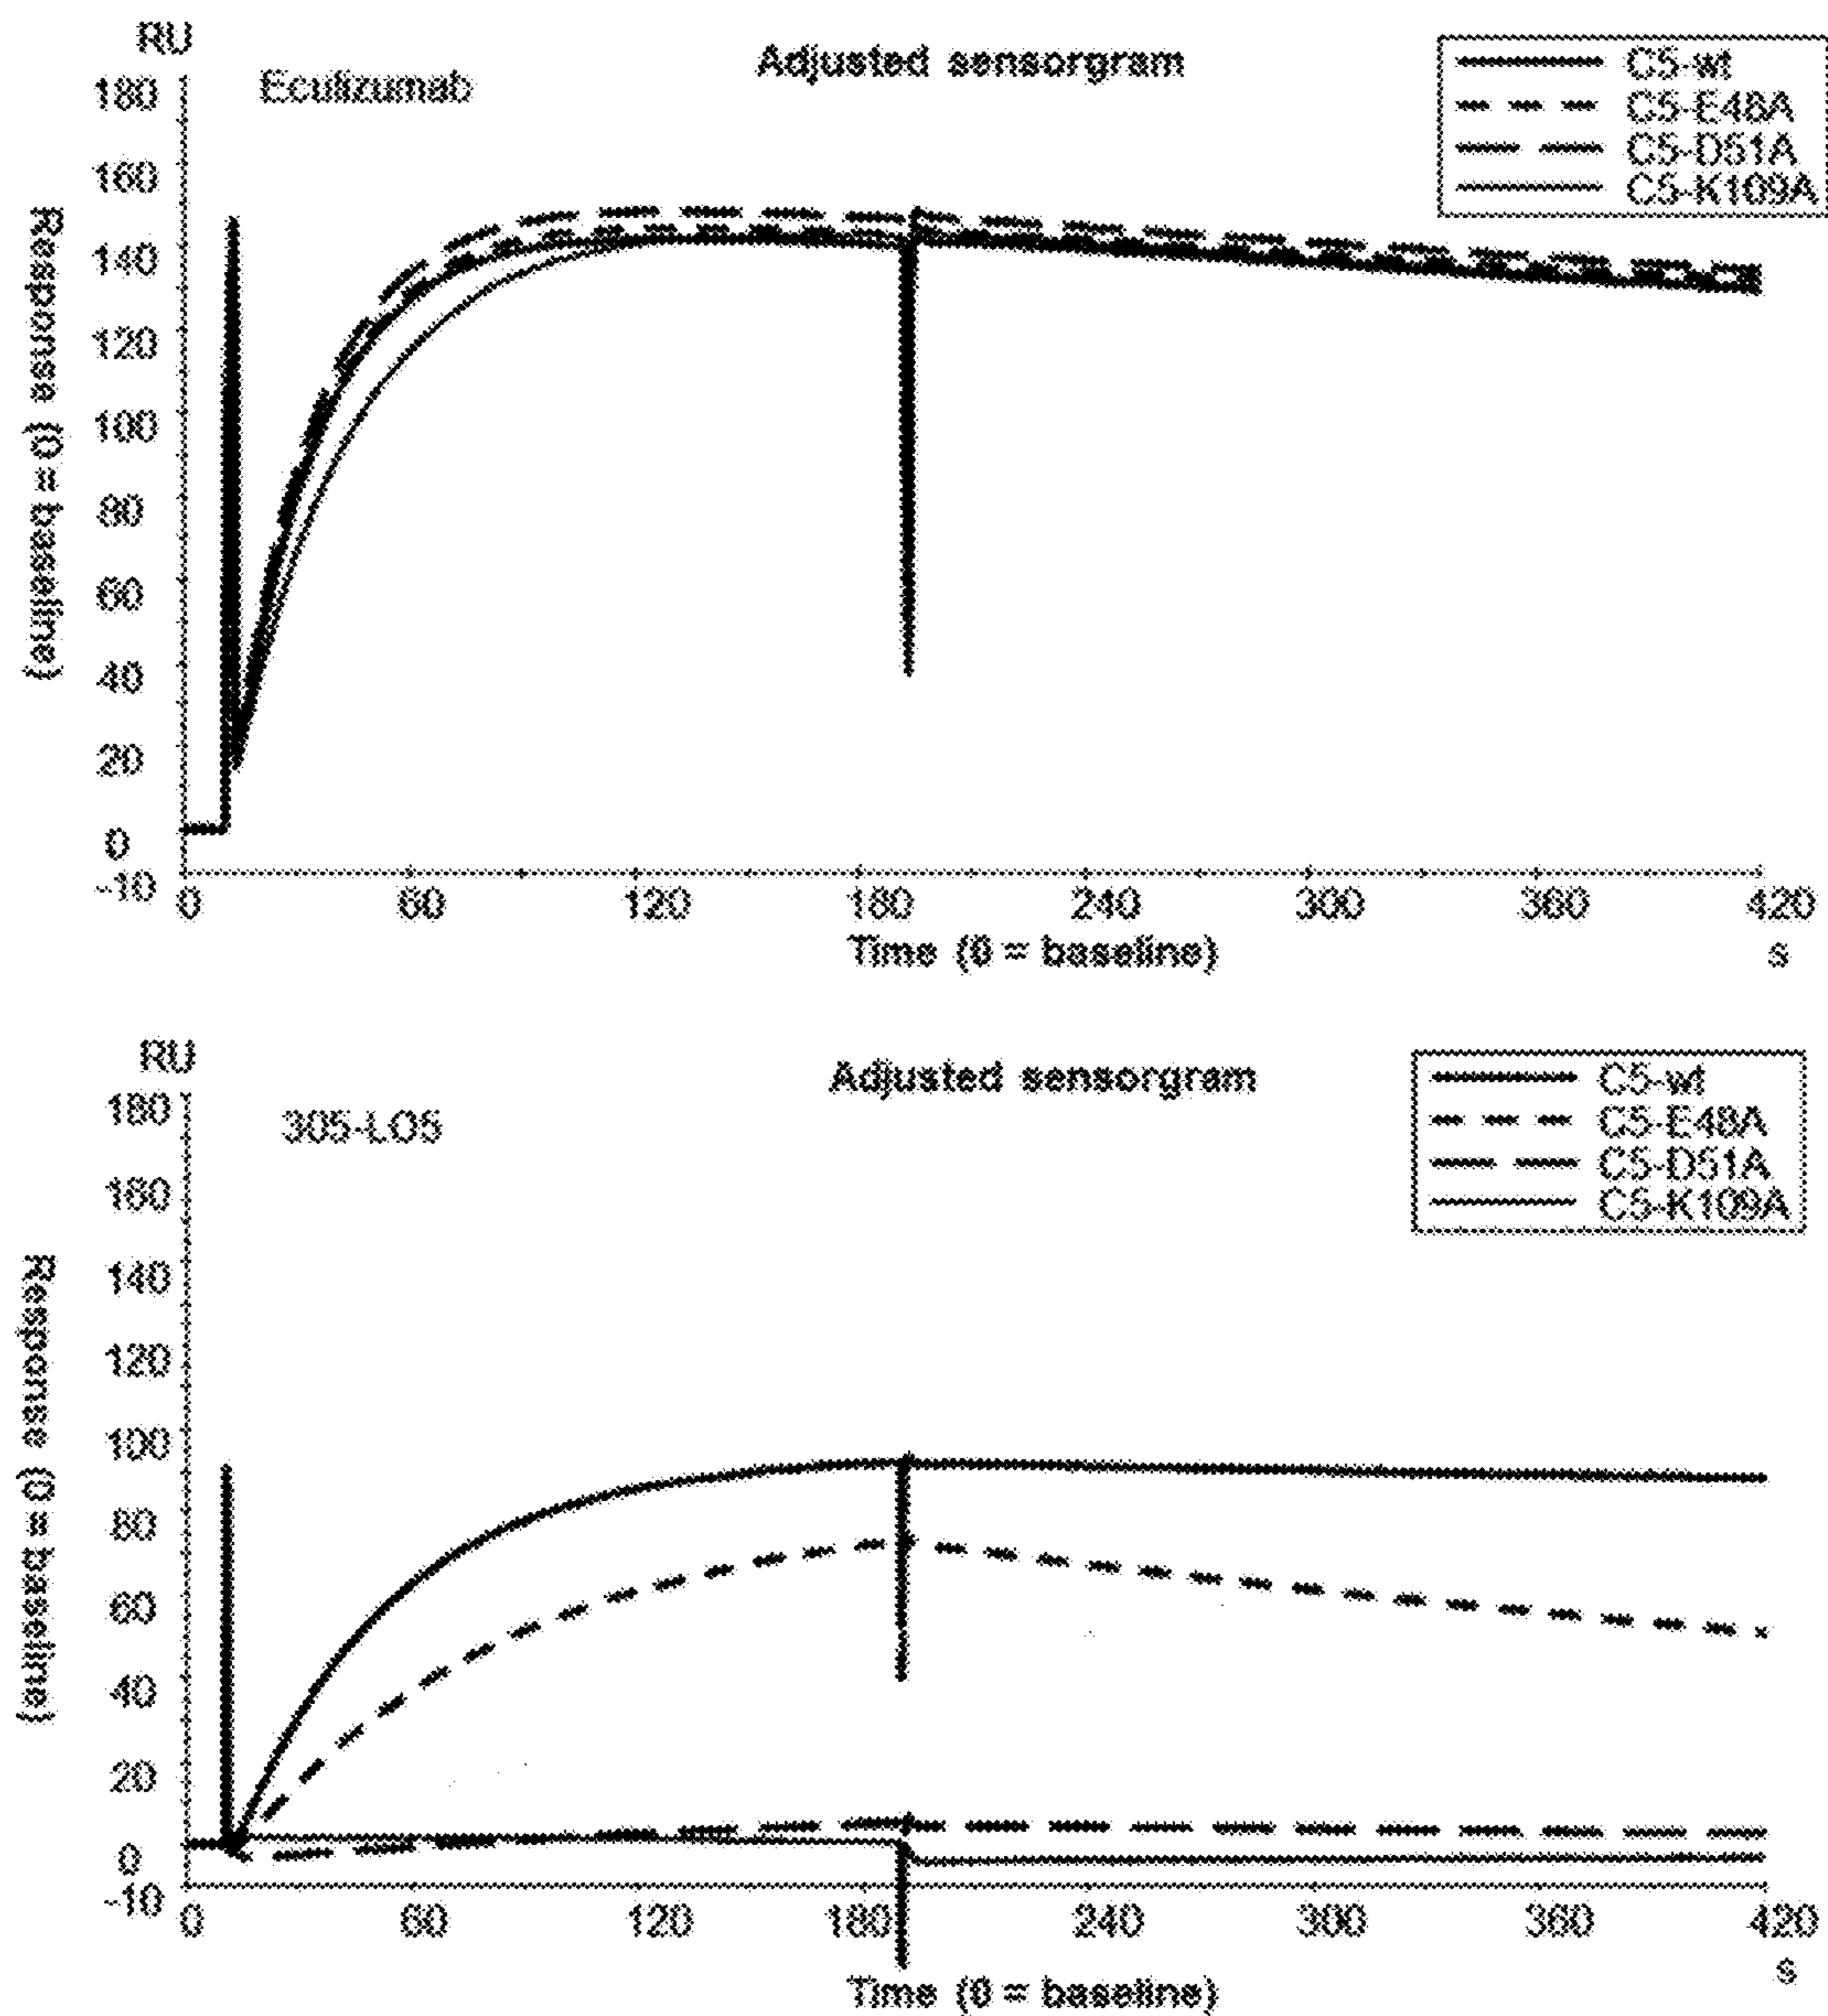 RU
Eculizumab
Adjusted sensorgram
C5-wt
C5-E48A
C5-D51A
C5-K109A
Response (0 = baseline)
180
160
140
120
100
80
60
40
20
0
-10
0 60 120 180 240 300 360 420
Time (0 = baseline)
s
RU
305-LO5
Adjusted sensorgram
C5-wt
C5-E48A
C5-D51A
C5-K109A
Response (0 = baseline)
180
160
140
120
100
80
60
40
20
0
-10
0 60 120 180 240 300 360 420
Time (0 = baseline)
s